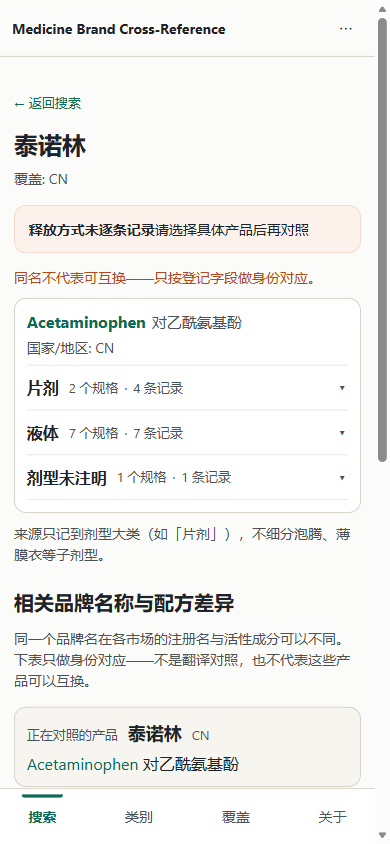 Medicine Brand Cross-Reference ···
← 返回搜索
泰诺林
覆盖: CN
释放方式未逐条记录请选择具体产品后再对照
同名不代表可互换——只按登记字段做身份对应。
Acetaminophen 对乙酰氨基酚
国家/地区: CN
片剂 2 个规格 · 4 条记录 ▾
液体 7 个规格 · 7 条记录 ▾
剂型未注明 1 个规格 · 1 条记录 ▾
来源只记到剂型大类（如「片剂」），不细分泡腾、薄
膜衣等子剂型。
相关品牌名称与配方差异
同一个品牌名在各市场的注册名与活性成分可以不同。
下表只做身份对应——不是翻译对照，也不代表这些产
品可以互换。
正在对照的产品 泰诺林 CN
Acetaminophen 对乙酰氨基酚
搜索 类别 覆盖 关于